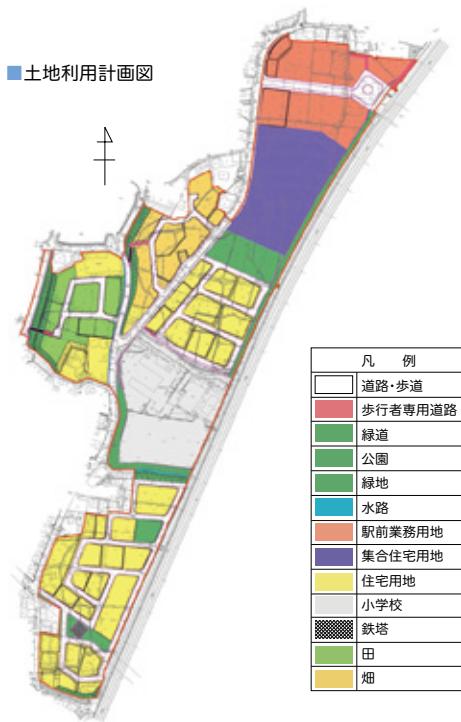 土地利用計画図
凡 例
道路・歩道
歩行者専用道路
緑道
公園
緑地
水路
駅前業務用地
集合住宅用地
住宅用地
小学校
鉄塔
田
畑